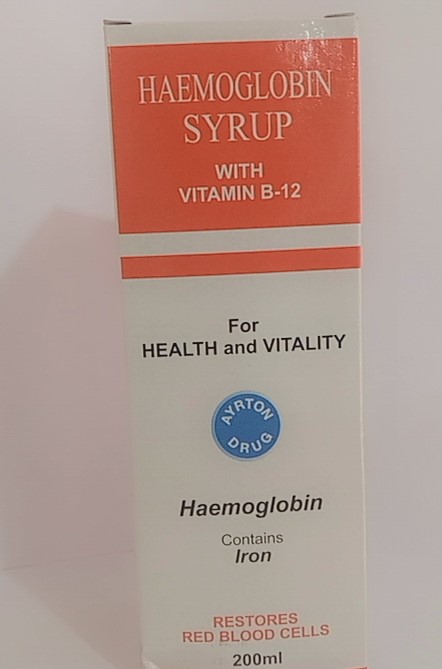 HAEMOGLOBIN
SYRUP
WITH
VITAMIN B-12
For
HEALTH and VITALITY
AYRTON
DRUG
Haemoglobin
Contains
Iron
RESTORES
RED BLOOD CELLS
200ml